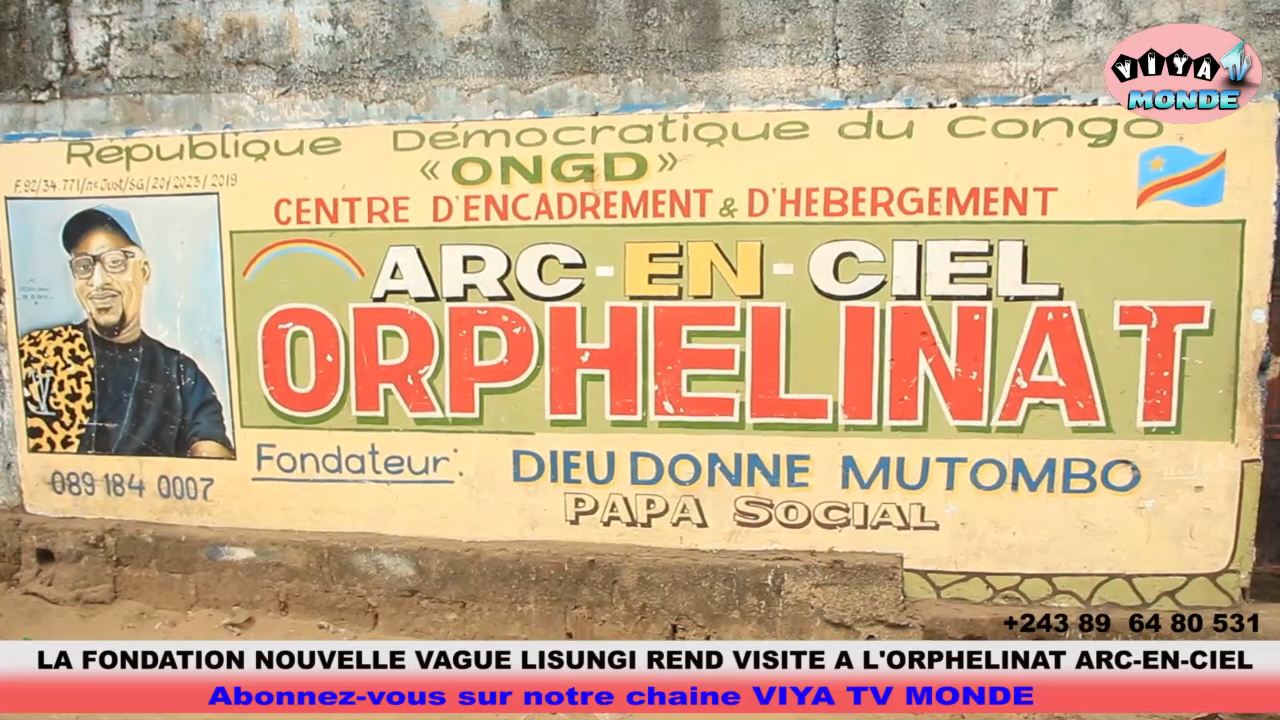 VIYA TV
MONDE
République Démocratique du Congo
«ONGD»
CENTRE D'ENCADREMENT & D'HEBERGEMENT
ARC-EN-CIEL
ORPHELINAT
Fondateur: DIEU DONNE MUTOMBO
PAPA SOCIAL
089 184 0007
+243 89 64 80 531
LA FONDATION NOUVELLE VAGUE LISUNGI REND VISITE A L'ORPHELINAT ARC-EN-CIEL
Abonnez-vous sur notre chaine VIYA TV MONDE